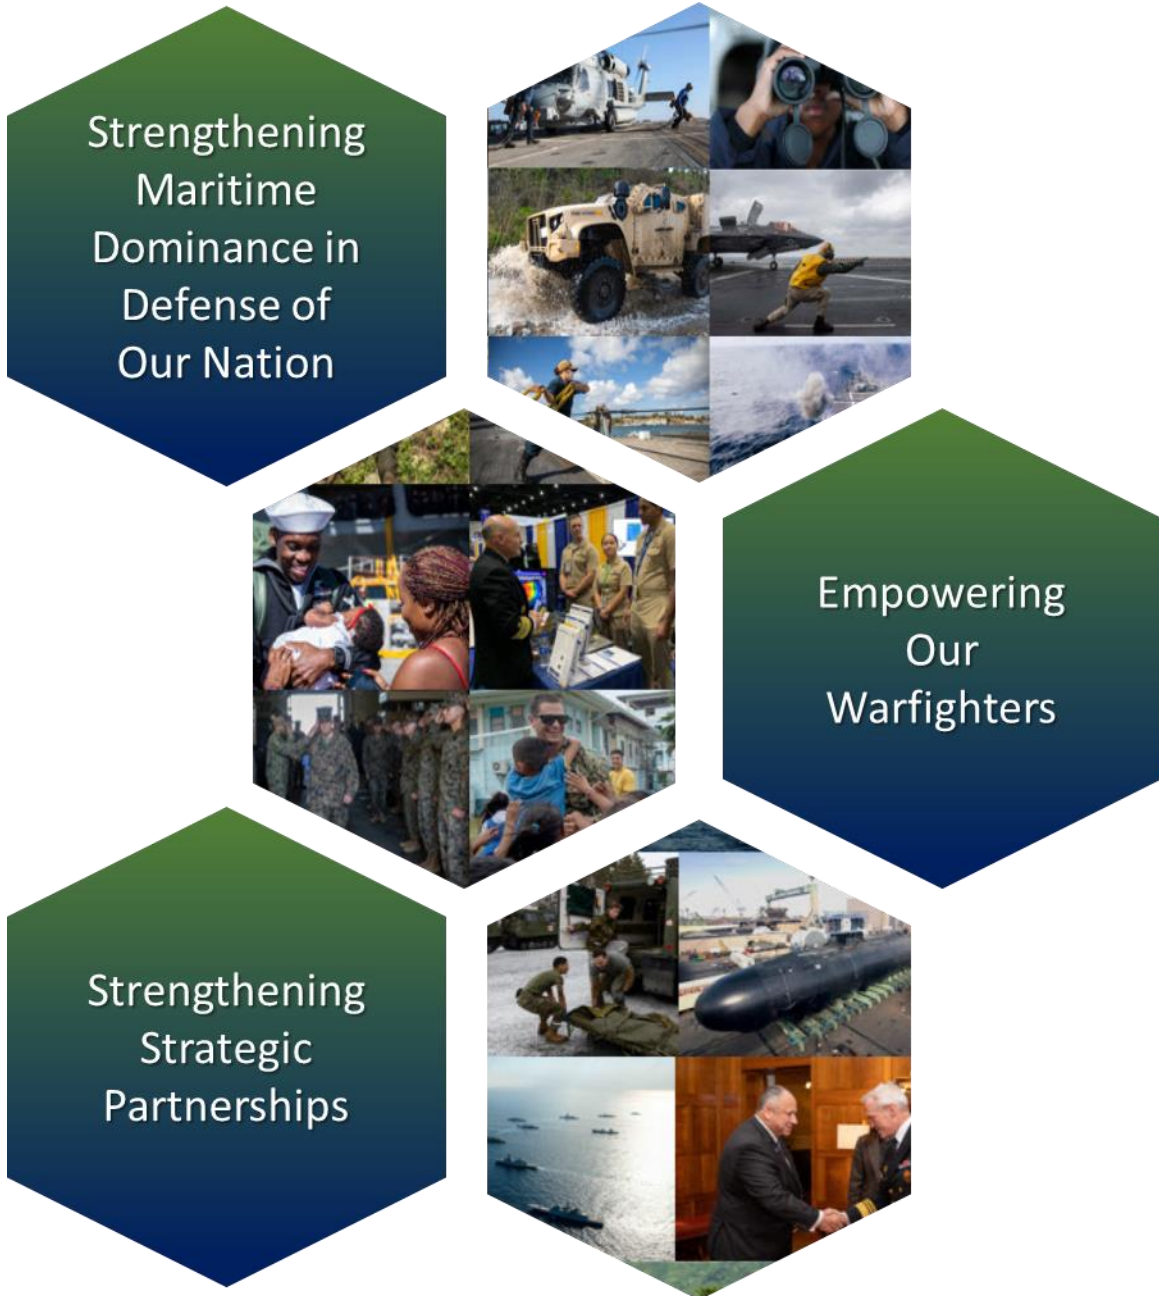 Strengthening
Maritime
Dominance in
Defense of
Our Nation
Empowering
Our
Warfighters
Strengthening
Strategic
Partnerships